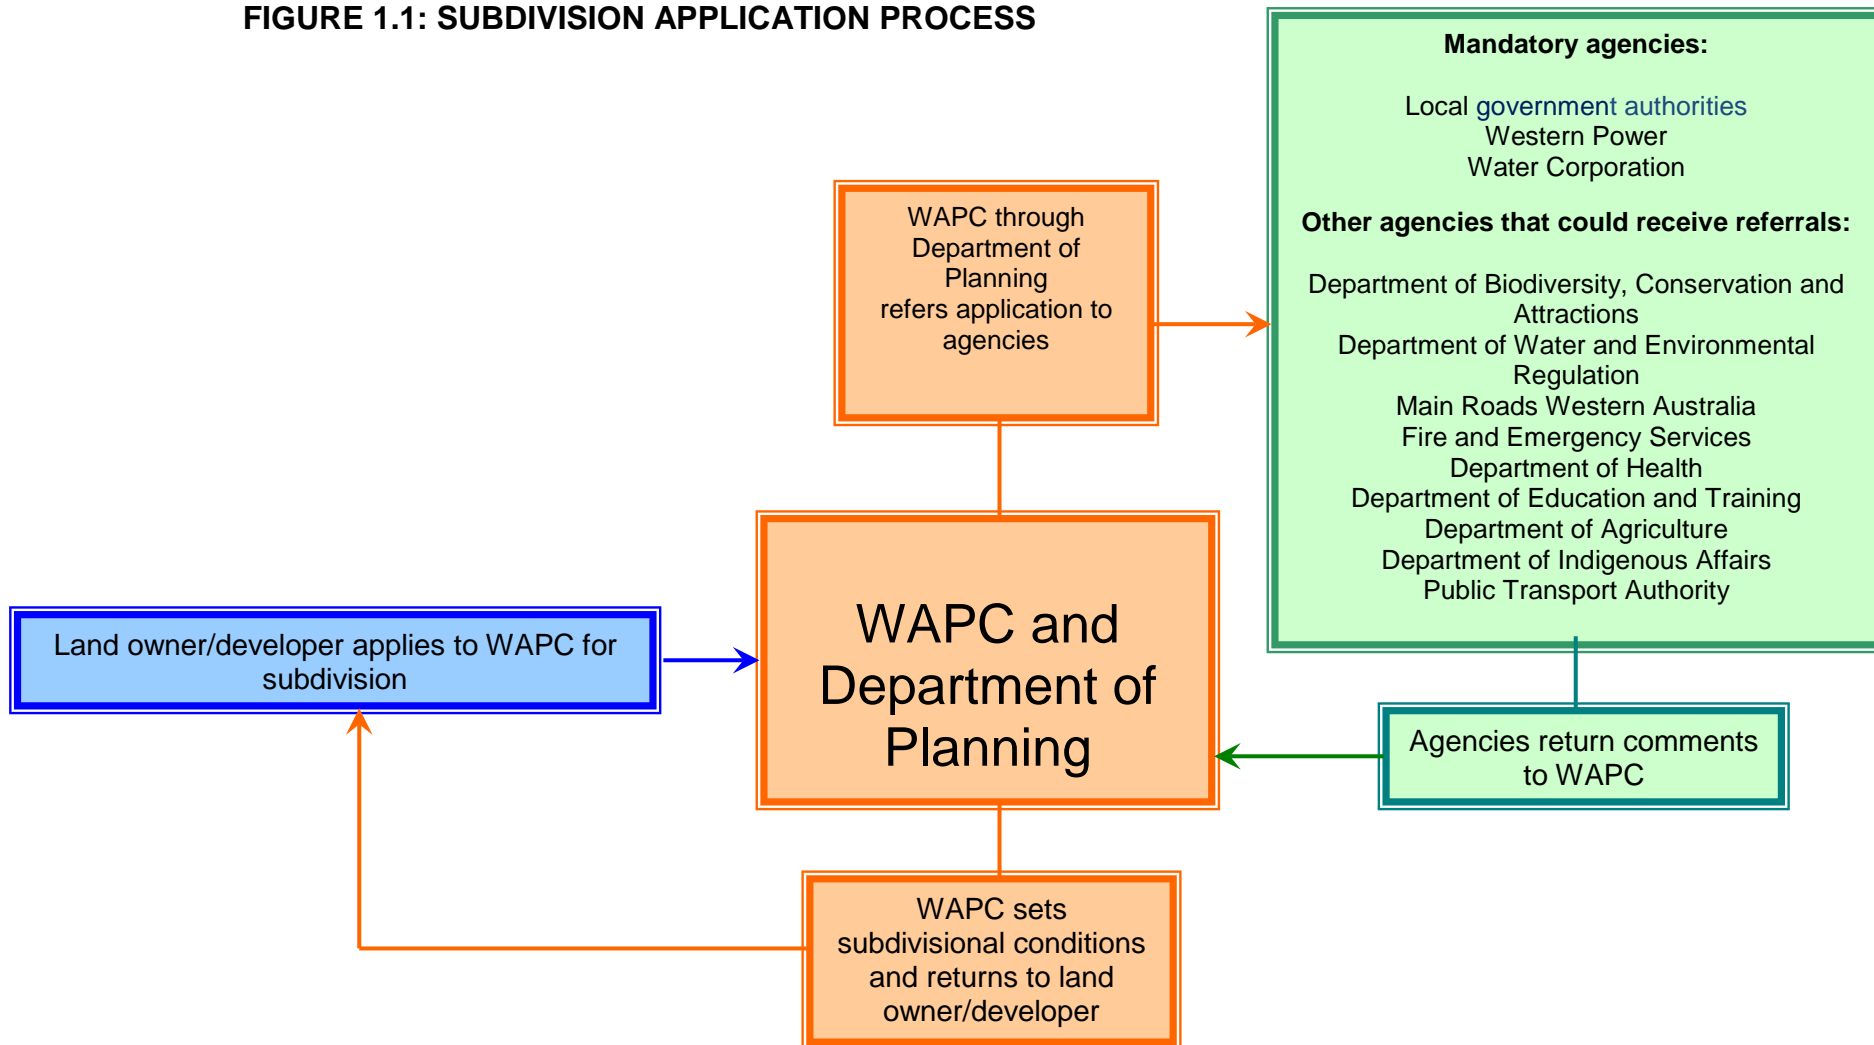 FIGURE 1.1: SUBDIVISION APPLICATION PROCESS
Mandatory agencies:
Local government authorities
Western Power
Water Corporation
Other agencies that could receive referrals:
Department of Biodiversity, Conservation and
Attractions
Department of Water and Environmental
Regulation
Main Roads Western Australia
Fire and Emergency Services
Department of Health
Department of Education and Training
Department of Agriculture
Department of Indigenous Affairs
Public Transport Authority
WAPC through
Department of
Planning
refers application to
agencies
WAPC and
Department of
Planning
Land owner/developer applies to WAPC for
subdivision
Agencies return comments
to WAPC
WAPC sets
subdivisional conditions
and returns to land
owner/developer